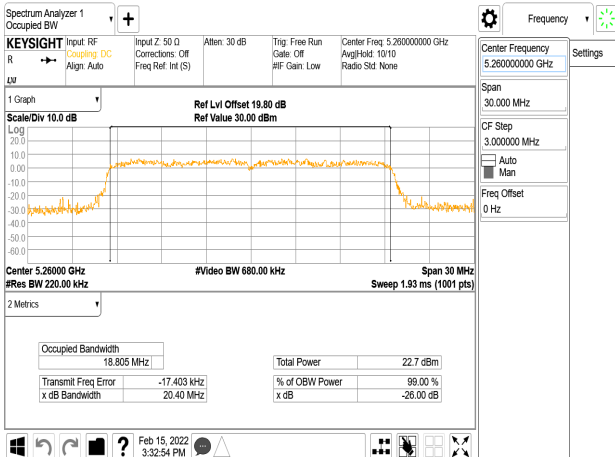 Spectrum Analyzer 1
Occupied BW
Frequency
Settings
KEYSIGHT
R
Input: RF
Coupling: DC
Align: Auto
Input Z: 50 Ω
Corrections: Off
Freq Ref: Int (S)
Atten: 30 dB
Trig: Free Run
Gate: Off
#IF Gain: Low
Center Freq: 5.260000000 GHz
Avg|Hold: 10/10
Radio Std: None
LXI
Center Frequency
5.260000000 GHz
Span
30.000 MHz
CF Step
3.000000 MHz
Auto
Man
Freq Offset
0 Hz
1 Graph
Scale/Div 10.0 dB
Ref Lvl Offset 19.80 dB
Ref Value 30.00 dBm
Log
20.0
10.0
0.00
-10.0
-20.0
-30.0
-40.0
-50.0
-60.0
Center 5.26000 GHz
#Video BW 680.00 kHz
Span 30 MHz
#Res BW 220.00 kHz
Sweep 1.93 ms (1001 pts)
2 Metrics
Occupied Bandwidth
18.805 MHz
Total Power 22.7 dBm
Transmit Freq Error -17.403 kHz
% of OBW Power 99.00 %
x dB Bandwidth 20.40 MHz
x dB -26.00 dB
?
Feb 15, 2022
3:32:54 PM